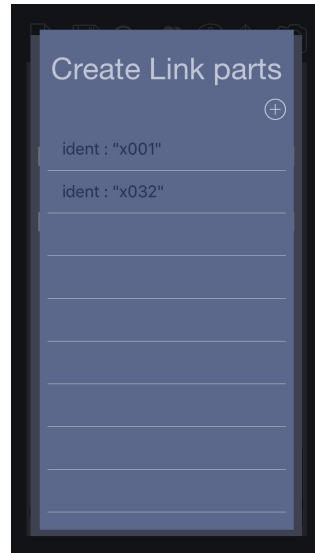 Create Link parts
ident : "x001"
ident : "x032"